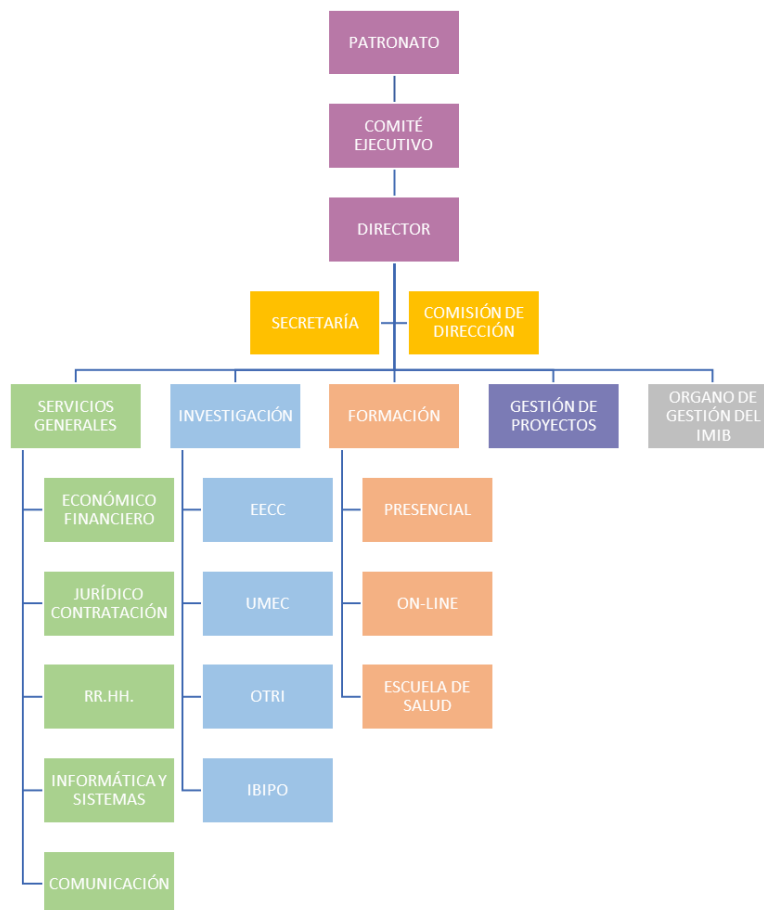 PATRONATO
COMITÉ
EJECUTIVO
DIRECTOR
SECRETARÍA
COMISIÓN DE
DIRECCIÓN
SERVICIOS
GENERALES
INVESTIGACIÓN
FORMACIÓN
GESTIÓN DE
PROYECTOS
ORGANO DE
GESTIÓN DEL
IMIB
ECONÓMICO
FINANCIERO
JURÍDICO
CONTRATACIÓN
RR.HH.
INFORMÁTICA Y
SISTEMAS
COMUNICACIÓN
EECC
UMEC
OTRI
IBIPO
PRESENCIAL
ON-LINE
ESCUELA DE
SALUD